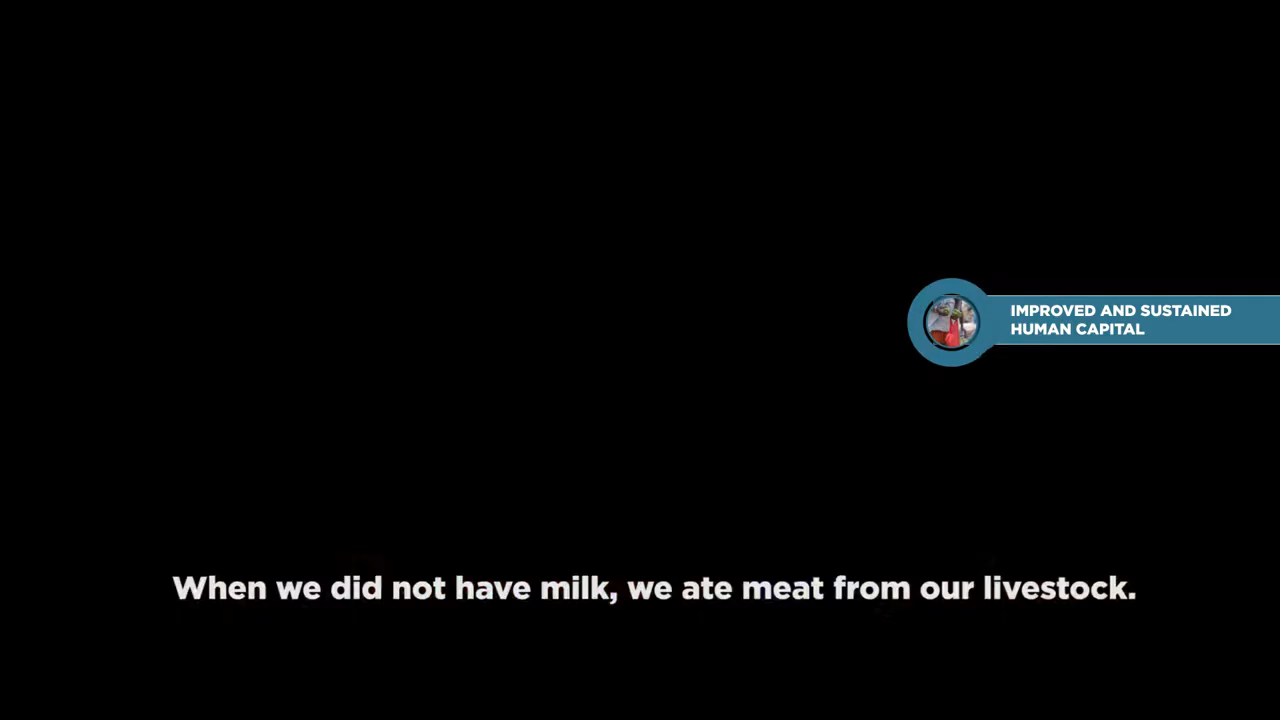 IMPROVED AND SUSTAINED
HUMAN CAPITAL
When we did not have milk, we ate meat from our livestock.